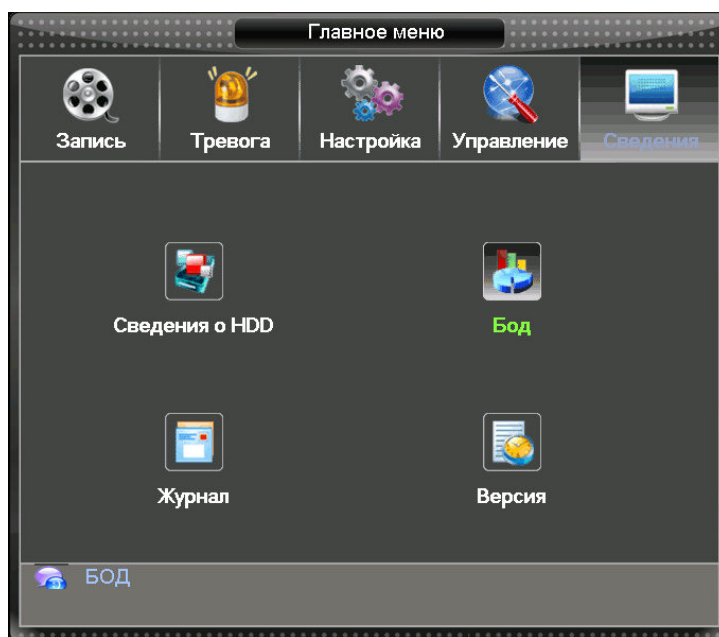 Главное меню
Запись Тревога Настройка Управление Сведения
Сведения о HDD Бод
Журнал Версия
БОД